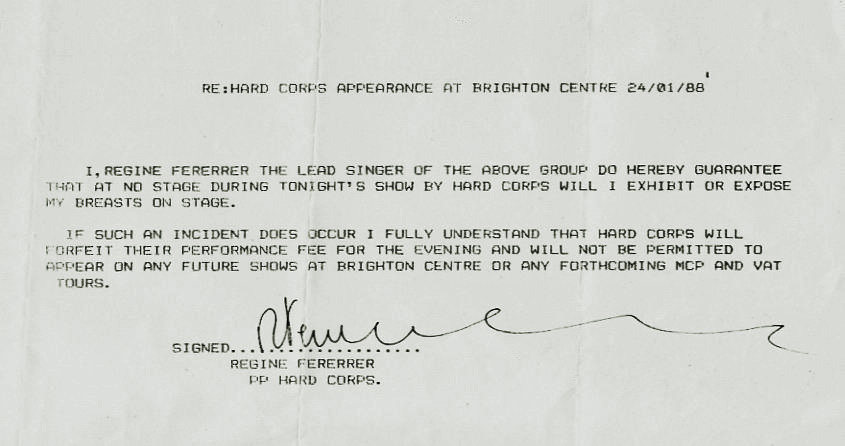 RE:HARD CORPS APPEARANCE AT BRIGHTON CENTRE 24/01/88'
I, REGINE FERERRER THE LEAD SINGER OF THE ABOVE GROUP DO HEREBY GUARANTEE
THAT AT NO STAGE DURING TONIGHT'S SHOW BY HARD CORPS WILL I EXHIBIT OR EXPOSE
MY BREASTS ON STAGE.
IF SUCH AN INCIDENT DOES OCCUR I FULLY UNDERSTAND THAT HARD CORPS WILL
FORFEIT THEIR PERFORMANCE FEE FOR THE EVENING AND WILL NOT BE PERMITTED TO
APPEAR ON ANY FUTURE SHOWS AT BRIGHTON CENTRE OR ANY FORTHCOMING MCP AND VAT
TOURS.
SIGNED....................
REGINE FERERRER
PP HARD CORPS.